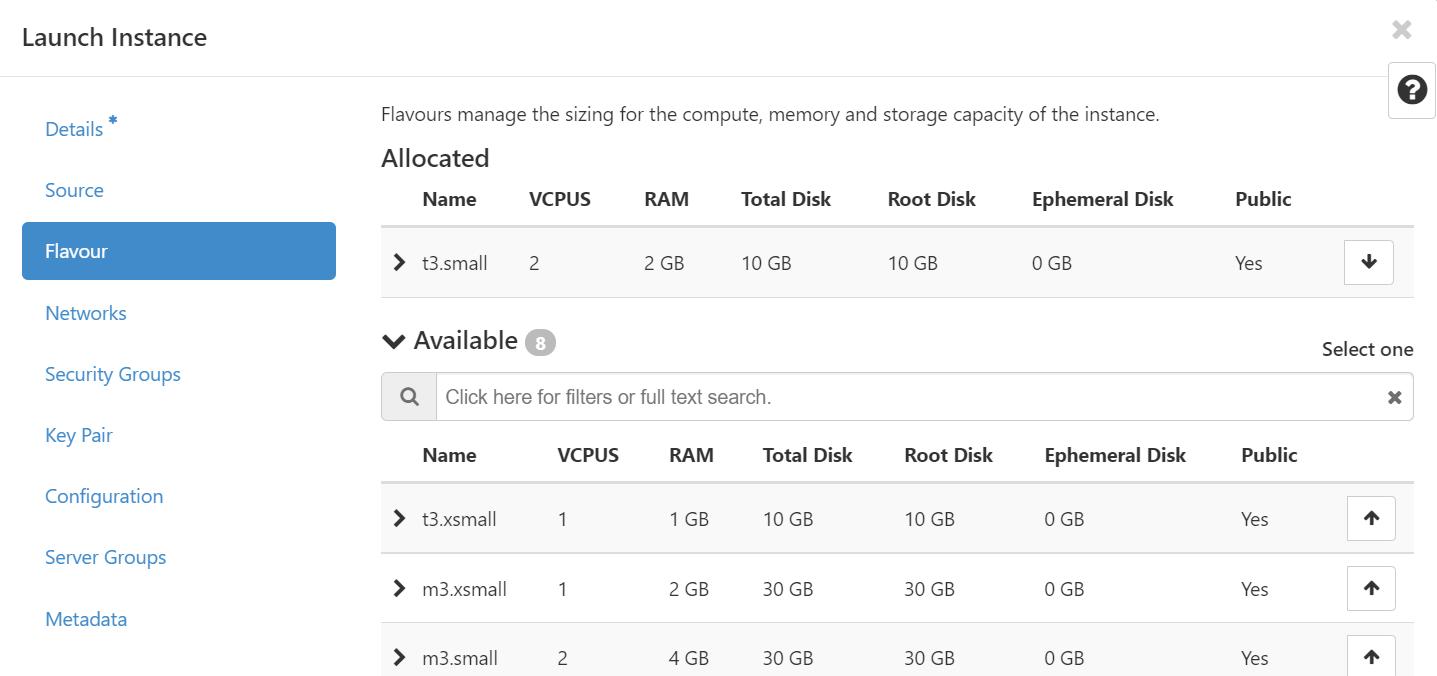 Launch Instance
Details *
Source
Flavour
Networks
Security Groups
Key Pair
Configuration
Server Groups
Metadata
Flavours manage the sizing for the compute, memory and storage capacity of the instance.
Allocated
Name VCPUS RAM Total Disk Root Disk Ephemeral Disk Public
t3.small 2 2 GB 10 GB 10 GB 0 GB Yes
Available 8
Select one
Click here for filters or full text search.
Name VCPUS RAM Total Disk Root Disk Ephemeral Disk Public
t3.xsmall 1 1 GB 10 GB 10 GB 0 GB Yes
m3.xsmall 1 2 GB 30 GB 30 GB 0 GB Yes
m3.small 2 4 GB 30 GB 30 GB 0 GB Yes